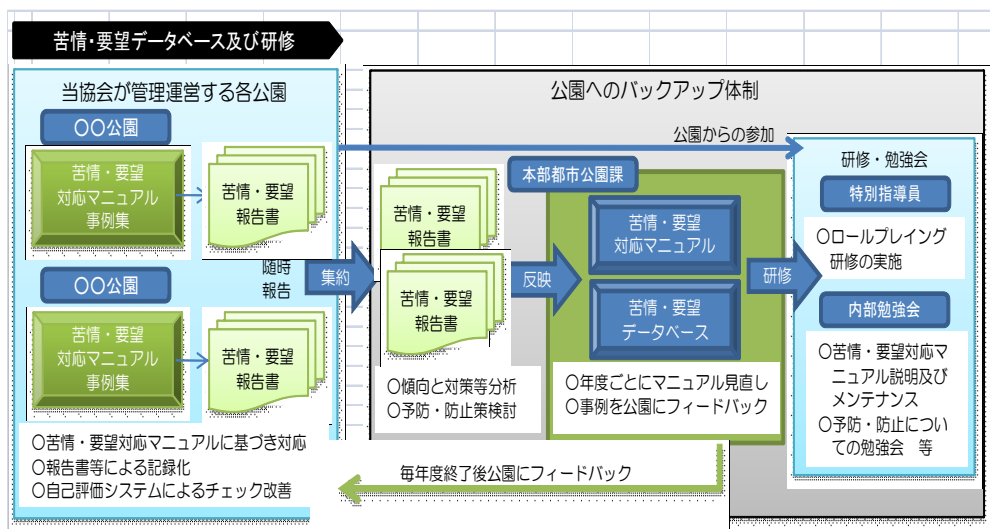 苦情・要望データベース及び研修
当協会が管理運営する各公園
〇〇公園
苦情・要望
対応マニュアル
事例集
苦情・要望
報告書
随時
報告
〇〇公園
苦情・要望
対応マニュアル
事例集
苦情・要望
報告書
〇苦情・要望対応マニュアルに基づき対応
〇報告書等による記録化
〇自己評価システムによるチェック改善
集約
公園へのバックアップ体制
公園からの参加
苦情・要望
報告書
苦情・要望
報告書
〇傾向と対策等分析
〇予防・防止策検討
反映
本部都市公園課
苦情・要望
対応マニュアル
苦情・要望
データベース
〇年度ごとにマニュアル見直し
〇事例を公園にフィードバック
研修
研修・勉強会
特別指導員
〇ロールプレイング
研修の実施
内部勉強会
〇苦情・要望対応マ
ニュアル説明及び
メンテナンス
〇予防・防止につい
ての勉強会 等
毎年度終了後公園にフィードバック